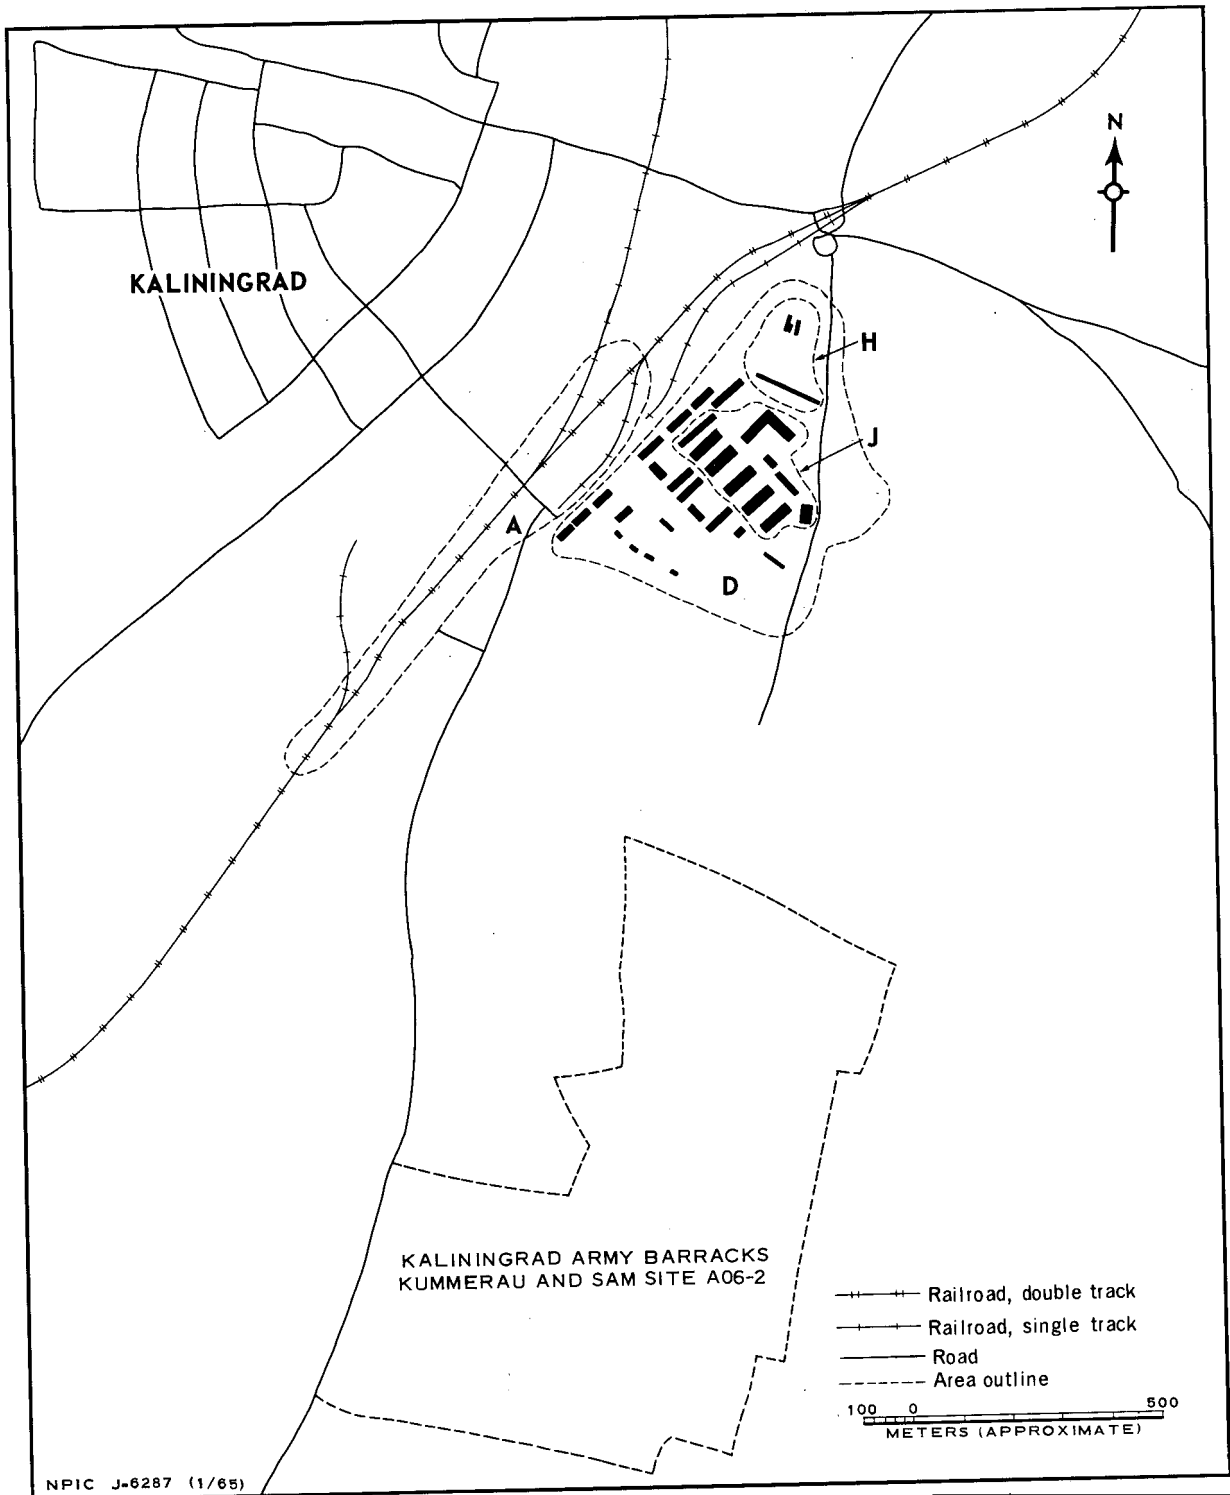 N
KALININGRAD
H
J
A
D
KALININGRAD ARMY BARRACKS
KUMMERAU AND SAM SITE A06-2
Railroad, double track
Railroad, single track
Road
Area outline
100 0 500
METERS (APPROXIMATE)
NPIC J-6287 (1/65)